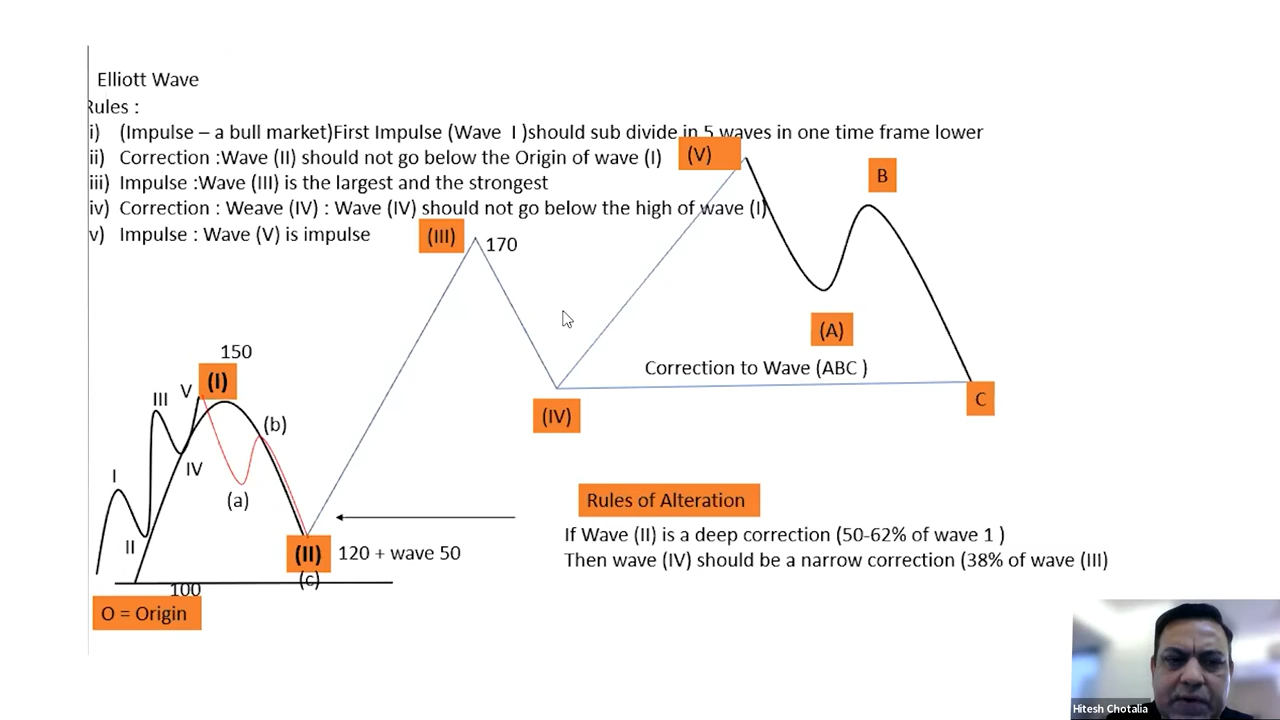 Elliott Wave
Rules :
i) (Impulse – a bull market)First Impulse (Wave I )should sub divide in 5 waves in one time frame lower
ii) Correction :Wave (II) should not go below the Origin of wave (I)
iii) Impulse :Wave (III) is the largest and the strongest
iv) Correction : Weave (IV) : Wave (IV) should not go below the high of wave (I)
v) Impulse : Wave (V) is impulse
(V)
B
(III)
170
(A)
150
Correction to Wave (ABC )
(I)
V
III
C
(IV)
(b)
IV
I
(a)
II
Rules of Alteration
If Wave (II) is a deep correction (50-62% of wave 1 )
Then wave (IV) should be a narrow correction (38% of wave (III)
(II)
120 + wave 50
(c)
100
O = Origin
Hitesh Chotalia